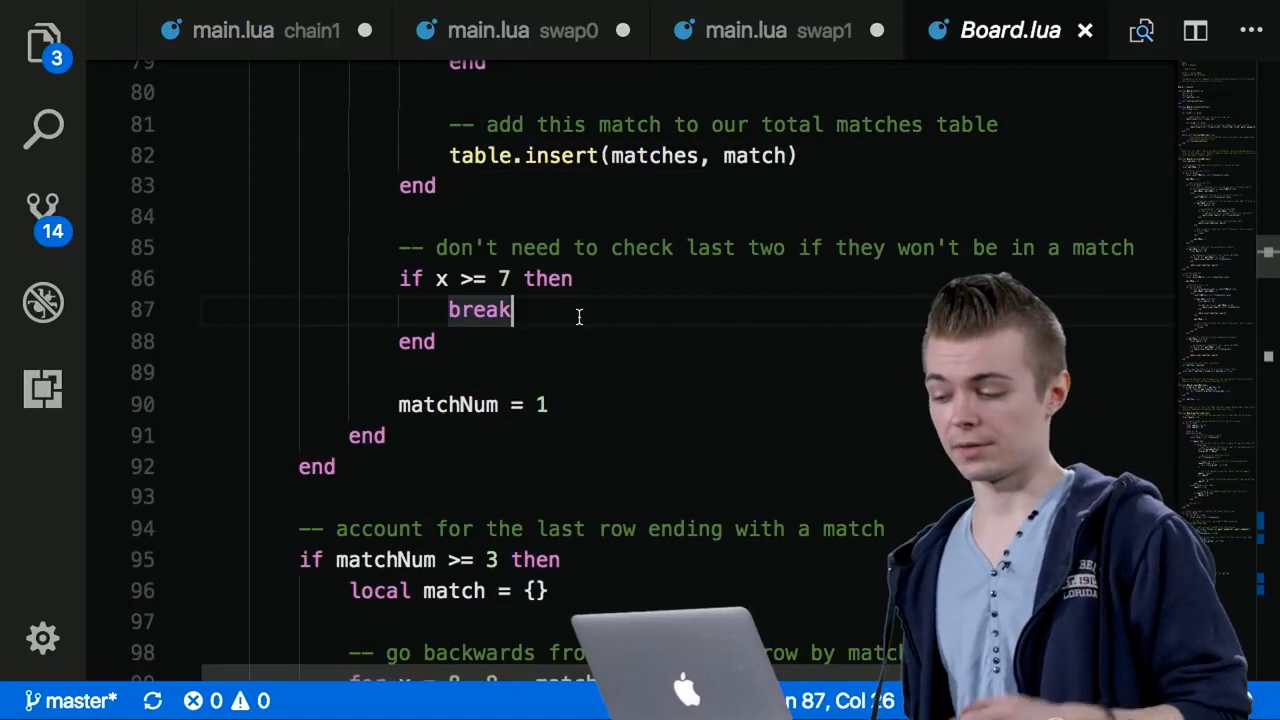 3
14
main.lua chain1
main.lua swap0
main.lua swap1
Board.lua
79 end
80
81 -- add this match to our total matches table
82 table.insert(matches, match)
83 end
84
85 -- don't need to check last two if they won't be in a match
86 if x >= 7 then
87 break
88 end
89
90 matchNum = 1
91 end
92 end
93
94 -- account for the last row ending with a match
95 if matchNum >= 3 then
96 local match = {}
97
98 -- go backwards
master* 0 0
87, Col 26